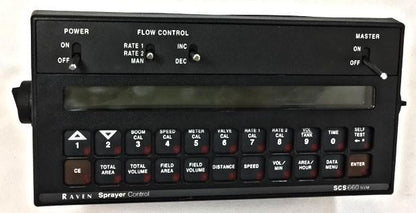 POWER FLOW CONTROL MASTER
ON RATE 1 INC ON
RATE 2
OFF MAN DEC OFF
BOOM CAL SPEED CAL METER CAL VALVE CAL RATE 1 CAL RATE 2 CAL VOL TANK TIME SELF TEST
1 2 3 4 5 6 7 8 9 0
CE TOTAL AREA TOTAL VOLUME FIELD AREA FIELD VOLUME DISTANCE SPEED VOL/MIN AREA/HOUR DATA MENU ENTER
RAVEN Sprayer Control SCS 660